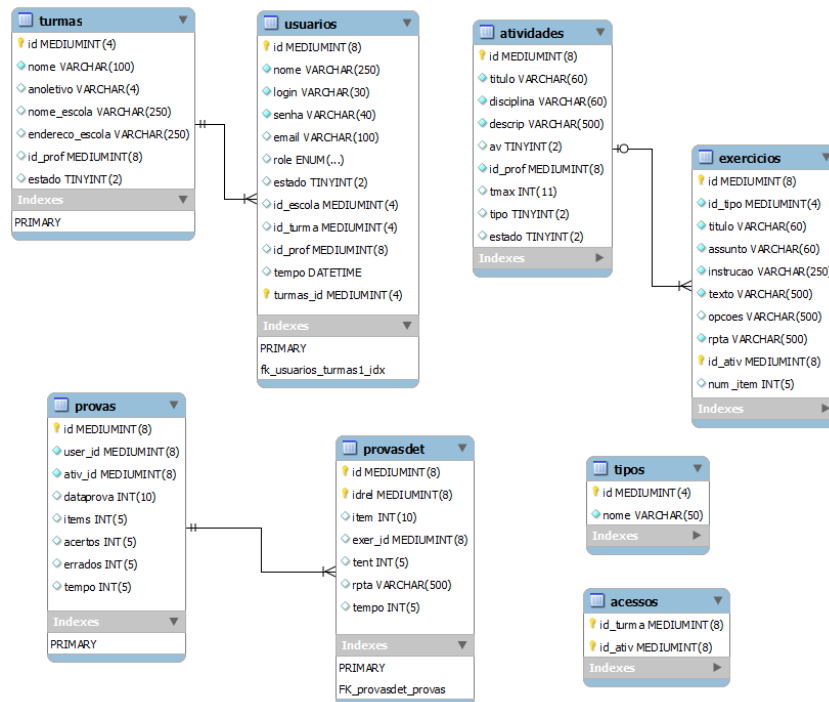 turmas
id MEDIUMINT(4)
nome VARCHAR(100)
anoletivo VARCHAR(4)
nome_escola VARCHAR(250)
endereco_escola VARCHAR(250)
id_prof MEDIUMINT(8)
estado TINYINT(2)
Indexes
PRIMARY
usuarios
id MEDIUMINT(8)
nome VARCHAR(250)
login VARCHAR(30)
senha VARCHAR(40)
email VARCHAR(100)
role ENUM(...)
estado TINYINT(2)
id_escola MEDIUMINT(4)
id_turma MEDIUMINT(4)
id_prof MEDIUMINT(8)
tempo DATETIME
turmas_id MEDIUMINT(4)
Indexes
PRIMARY
fk_usuarios_turmas1_idx
atividades
id MEDIUMINT(8)
titulo VARCHAR(60)
disciplina VARCHAR(60)
descrip VARCHAR(500)
av TINYINT(2)
id_prof MEDIUMINT(8)
tmax INT(11)
tipo TINYINT(2)
estado TINYINT(2)
Indexes
exercicios
id MEDIUMINT(8)
id_tipo MEDIUMINT(4)
titulo VARCHAR(60)
assunto VARCHAR(60)
instrucao VARCHAR(250)
texto VARCHAR(500)
opcoes VARCHAR(500)
rpta VARCHAR(500)
id_ativ MEDIUMINT(8)
num_item INT(5)
Indexes
provas
id MEDIUMINT(8)
user_id MEDIUMINT(8)
ativ_id MEDIUMINT(8)
dataprova INT(10)
items INT(5)
acertos INT(5)
errados INT(5)
tempo INT(5)
Indexes
PRIMARY
provasdet
id MEDIUMINT(8)
idrel MEDIUMINT(8)
item INT(10)
exer_id MEDIUMINT(8)
tent INT(5)
rpta VARCHAR(500)
tempo INT(5)
Indexes
PRIMARY
FK_provasdet_provas
tipos
id MEDIUMINT(4)
nome VARCHAR(50)
Indexes
acessos
id_turma MEDIUMINT(8)
id_ativ MEDIUMINT(8)
Indexes